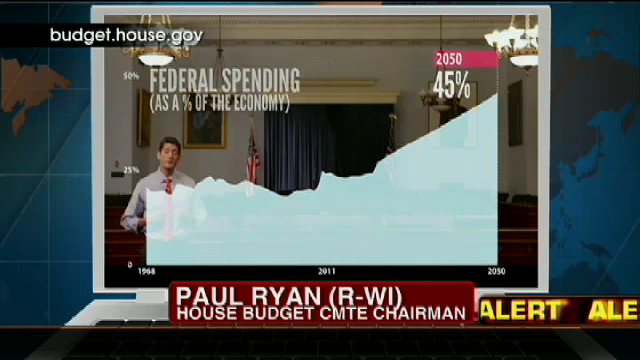 budget.house.gov
FEDERAL SPENDING
(AS A % OF THE ECONOMY)
2050
45%
50%
25%
0
1968
2011
2050
PAUL RYAN (R-WI)
HOUSE BUDGET CMTE CHAIRMAN
ALERT ALE